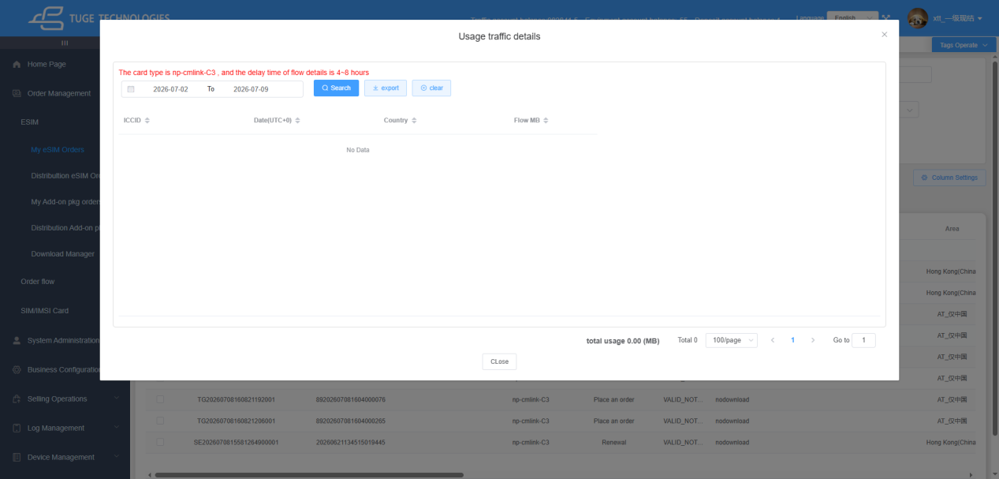 TUGE TECHNOLOGIES
Language
English
xtt_一级现结
Usage traffic details
Tags Operate
Home Page
Order Management
ESIM
My eSIM Orders
Distribultion eSIM
My Add-on pkg orders
Distribution Add-on
Download Manager
Order flow
SIM/IMSI Card
System Administration
Business Configuration
Selling Operations
Log Management
Device Management
The card type is np-cmlink-C3 , and the delay time of flow details is 4~8 hours
2026-07-02 To 2026-07-09 Search export clear
ICCID Date(UTC+0) Country Flow MB
No Data
total usage 0.00 (MB) Total 0 100/page 1 Go to 1
CLose
Column Settings
Area
Hong Kong(China
Hong Kong(China
AT_仅中国
AT_仅中国
AT_仅中国
AT_仅中国
TG20260708160821192001 89202607081604000076 np-cmlink-C3 Place an order VALID_NOT... nodownload AT_仅中国
TG20260708160821206001 89202607081604000265 np-cmlink-C3 Place an order VALID_NOT... nodownload AT_仅中国
SE20260708155812649​00001 20260621134515019445 np-cmlink-C3 Renewal VALID_NOT... nodownload Hong Kong(China